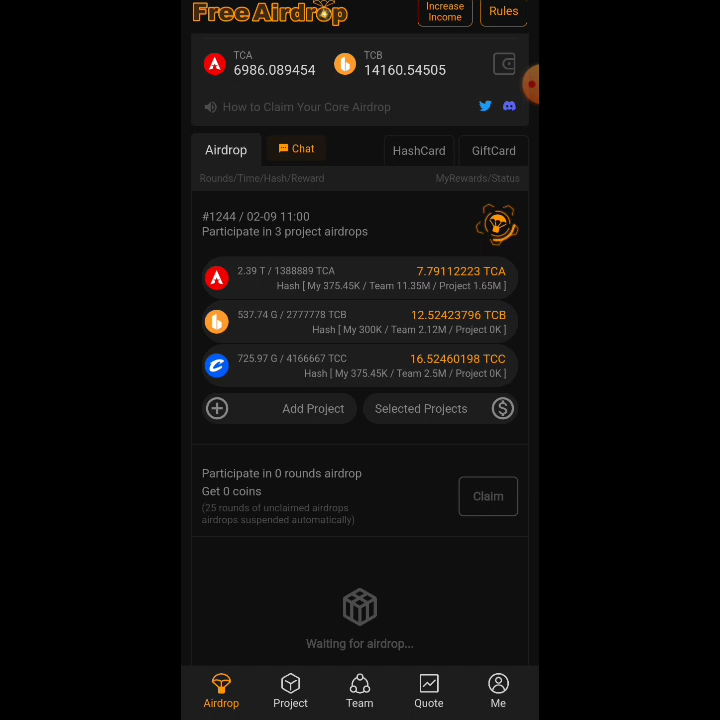 Free Airdrop
Increase
Income
Rules
TCA
6986.089454
TCB
14160.54505
How to Claim Your Core Airdrop
Airdrop
Chat
HashCard
GiftCard
Rounds/Time/Hash/Reward
MyRewards/Status
#1244 / 02-09 11:00
Participate in 3 project airdrops
2.39 T / 1388889 TCA
7.79112223 TCA
Hash [ My 375.45K / Team 11.35M / Project 1.65M ]
537.74 G / 2777778 TCB
12.52423796 TCB
Hash [ My 300K / Team 2.12M / Project 0K ]
725.97 G / 4166667 TCC
16.52460198 TCC
Hash [ My 375.45K / Team 2.5M / Project 0K ]
Add Project
Selected Projects
Participate in 0 rounds airdrop
Get 0 coins
(25 rounds of unclaimed airdrops
airdrops suspended automatically)
Claim
Waiting for airdrop...
Airdrop
Project
Team
Quote
Me